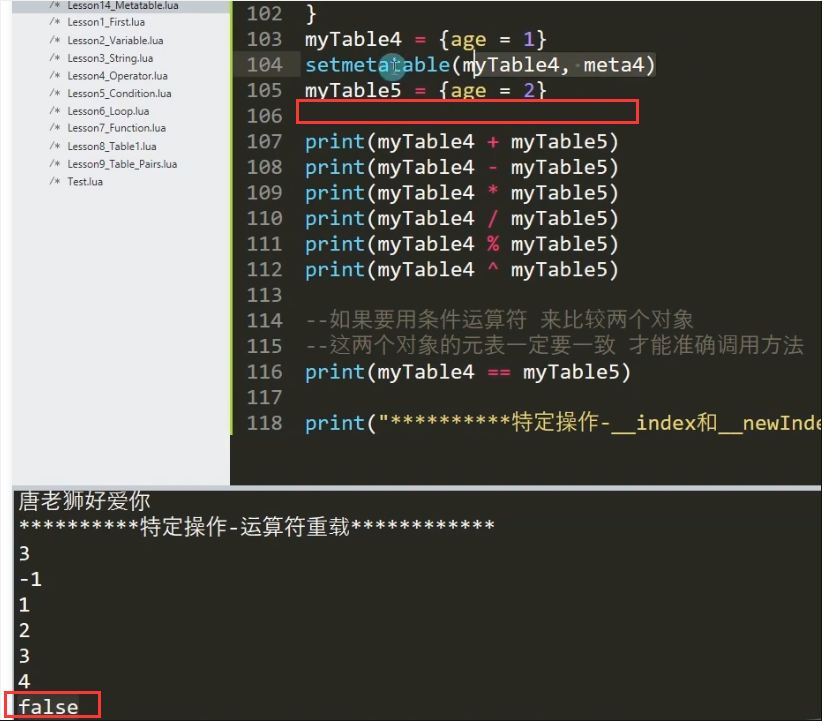 /* Lesson14_Metatable.lua
/* Lesson1_First.lua
/* Lesson2_Variable.lua
/* Lesson3_String.lua
/* Lesson4_Operator.lua
/* Lesson5_Condition.lua
/* Lesson6_Loop.lua
/* Lesson7_Function.lua
/* Lesson8_Table1.lua
/* Lesson9_Table_Pairs.lua
/* Test.lua
102 }
103 myTable4 = {age = 1}
104 setmetatable(myTable4, meta4)
105 myTable5 = {age = 2}
106
107 print(myTable4 + myTable5)
108 print(myTable4 - myTable5)
109 print(myTable4 * myTable5)
110 print(myTable4 / myTable5)
111 print(myTable4 % myTable5)
112 print(myTable4 ^ myTable5)
113
114 --如果要用条件运算符 来比较两个对象
115 --这两个对象的元表一定要一致 才能准确调用方法
116 print(myTable4 == myTable5)
117
118 print("**********特定操作-__index和__newInde
唐老狮好爱你
**********特定操作-运算符重载************
3
-1
1
2
3
4
false